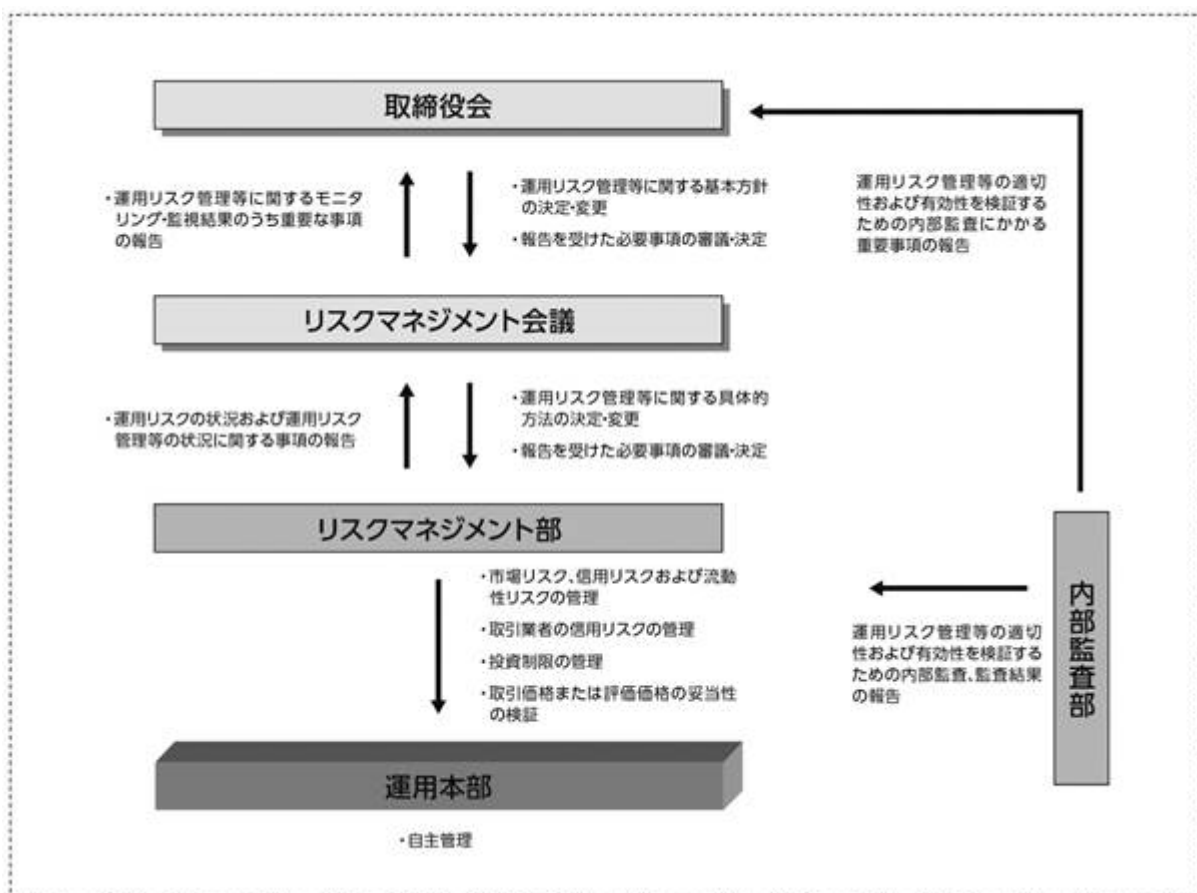 取締役会
・運用リスク管理等に関するモニタ
リング・監視結果のうち重要な事項
の報告
・運用リスク管理等に関する基本方針
の決定・変更
・報告を受けた必要事項の審議・決定
運用リスク管理等の適切
性および有効性を検証する
ための内部監査にかかる
重要事項の報告
リスクマネジメント会議
・運用リスクの状況および運用リスク
管理等の状況に関する事項の報告
・運用リスク管理等に関する具体的
方法の決定・変更
・報告を受けた必要事項の審議・決定
リスクマネジメント部
・市場リスク、信用リスクおよび流動
性リスクの管理
・取引業者の信用リスクの管理
・投資制限の管理
・取引価格または評価価格の妥当性
の検証
運用リスク管理等の適切
性および有効性を検証する
ための内部監査、監査結果
の報告
内部監査部
運用本部
・自主管理